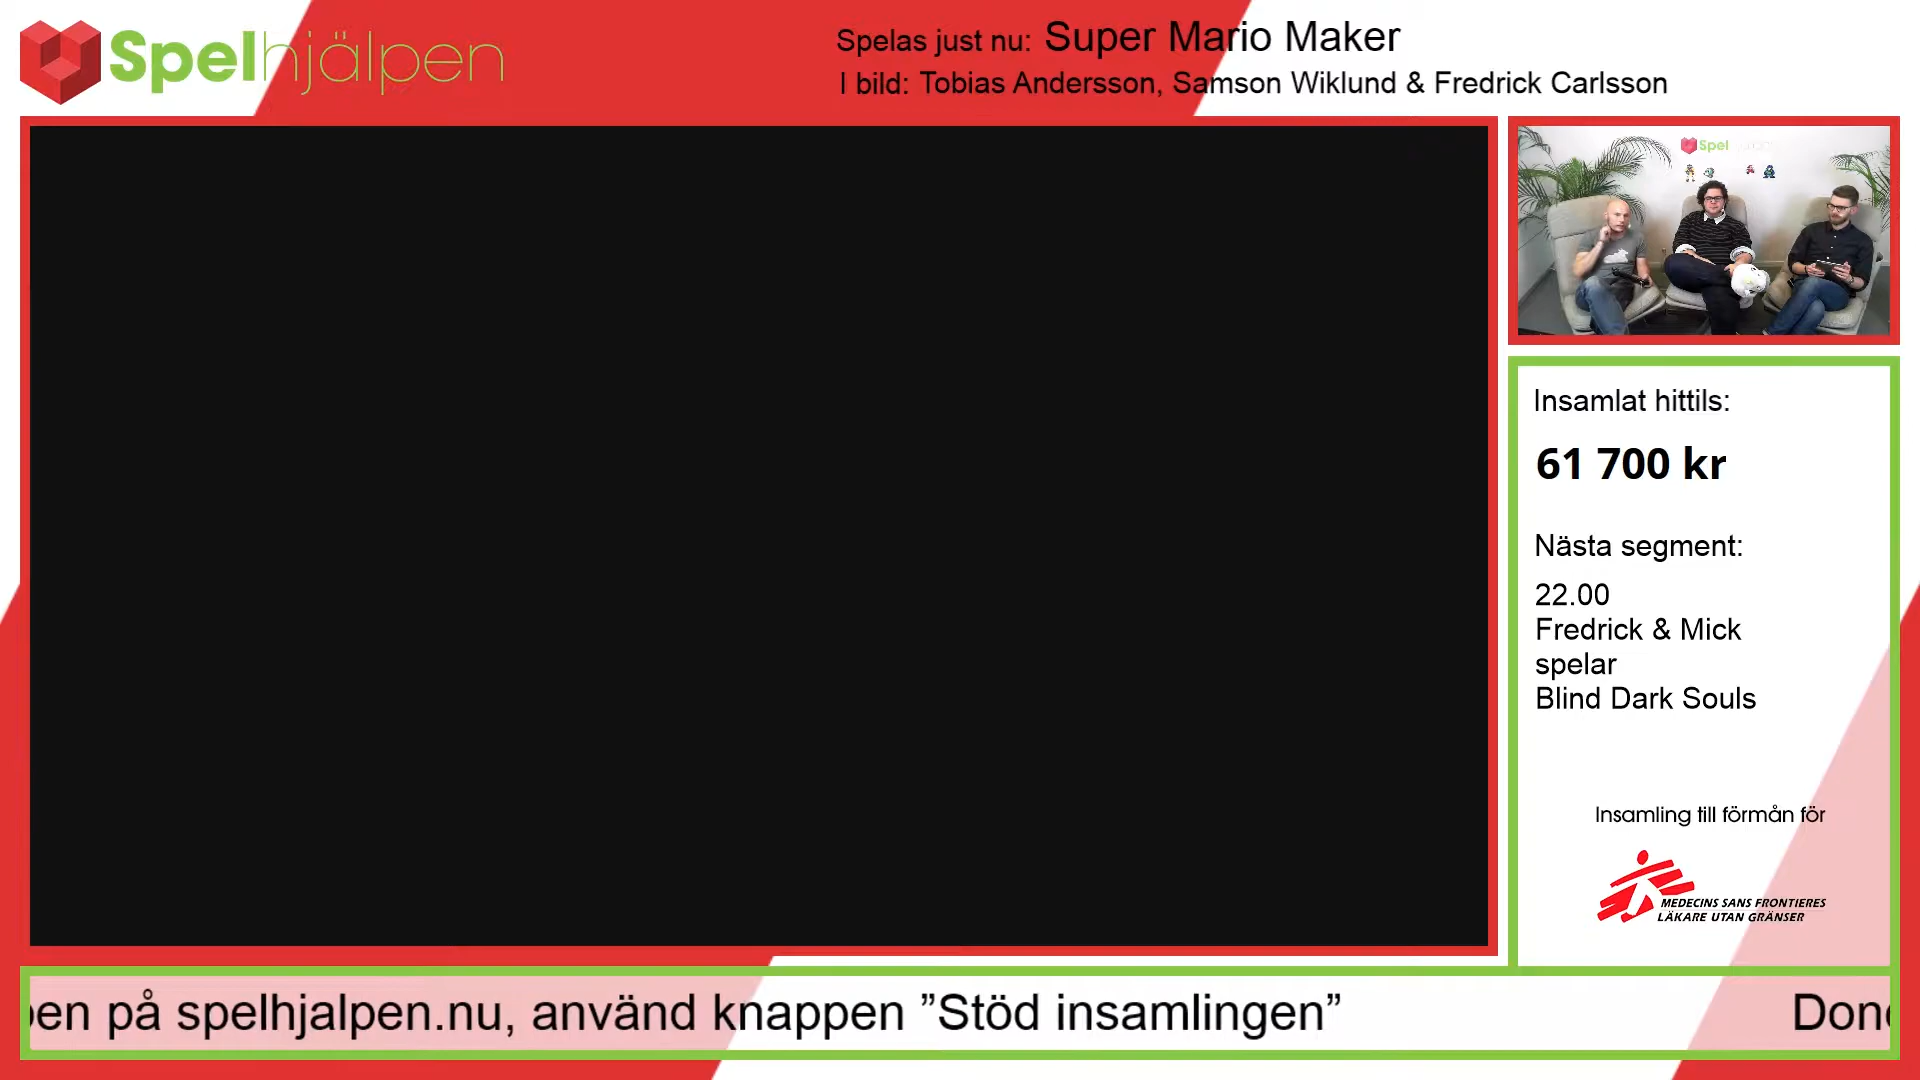 Spelhjälpen
Spelas just nu: Super Mario Maker
I bild: Tobias Andersson, Samson Wiklund & Fredrick Carlsson
Spel
Insamlat hittils:
61 700 kr
Nästa segment:
22.00
Fredrick & Mick
spelar
Blind Dark Souls
Insamling till förmån för
MEDECINS SANS FRONTIERES
LÄKARE UTAN GRÄNSER
en på spelhjalpen.nu, använd knappen ”Stöd insamlingen” Don